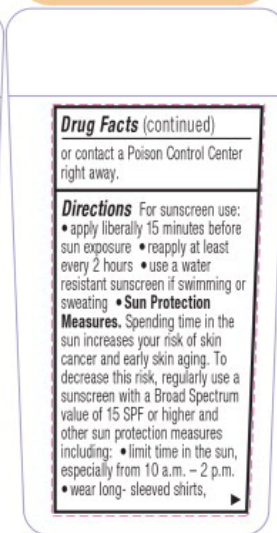 Drug Facts (continued)
or contact a Poison Control Center
right away.
Directions For sunscreen use:
• apply liberally 15 minutes before
sun exposure • reapply at least
every 2 hours • use a water
resistant sunscreen if swimming or
sweating • Sun Protection
Measures. Spending time in the
sun increases your risk of skin
cancer and early skin aging. To
decrease this risk, regularly use a
sunscreen with a Broad Spectrum
value of 15 SPF or higher and
other sun protection measures
including: • limit time in the sun,
especially from 10 a.m. – 2 p.m.
• wear long- sleeved shirts,